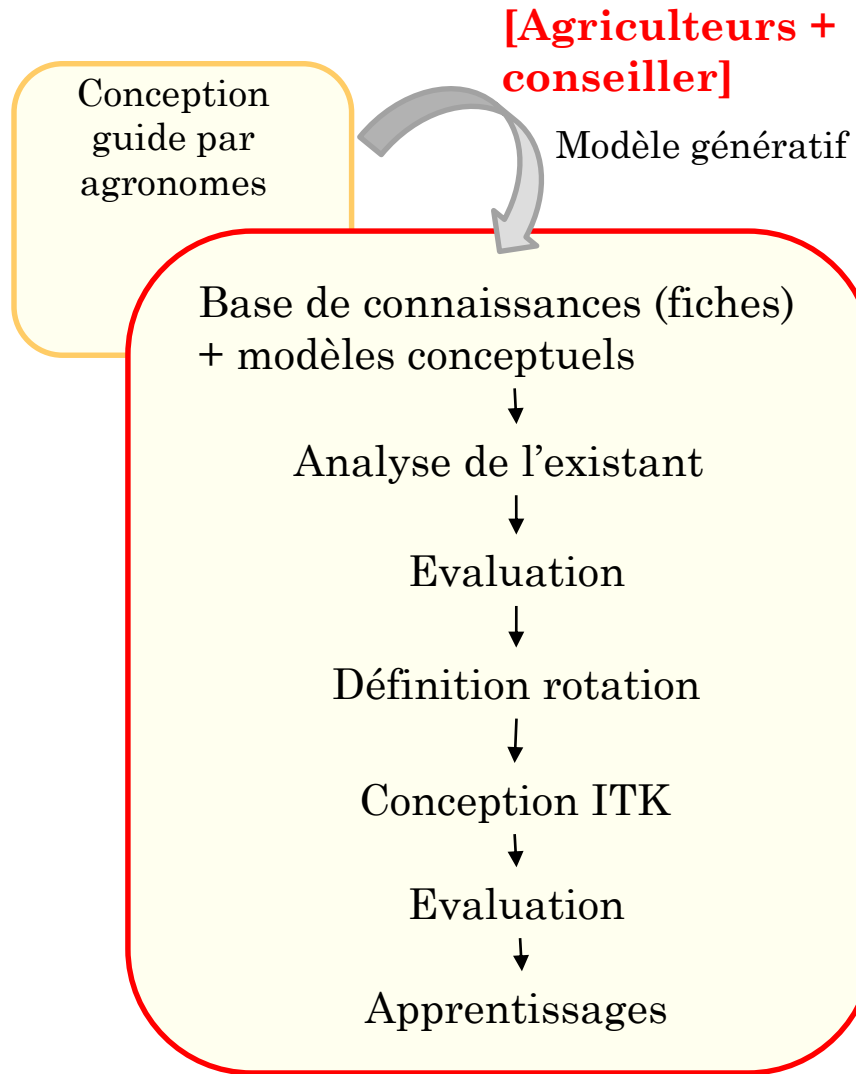 [Agriculteurs +
conseiller]
Conception
guide par
agronomes
Modèle génératif
Base de connaissances (fiches)
+ modèles conceptuels
Analyse de l'existant
Evaluation
Définition rotation
Conception ITK
Evaluation
Apprentissages